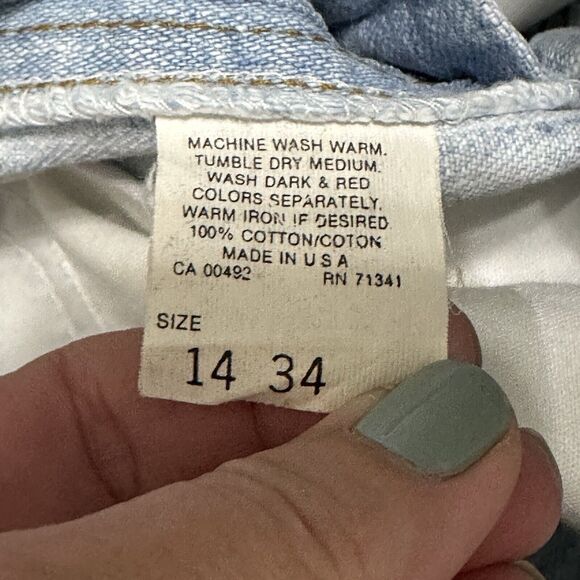 MACHINE WASH WARM.
TUMBLE DRY MEDIUM.
WASH DARK & RED
COLORS SEPARATELY.
WARM IRON IF DESIRED
100% COTTON/COTON
MADE IN U S A
CA 00492 RN 71341
SIZE
14 34